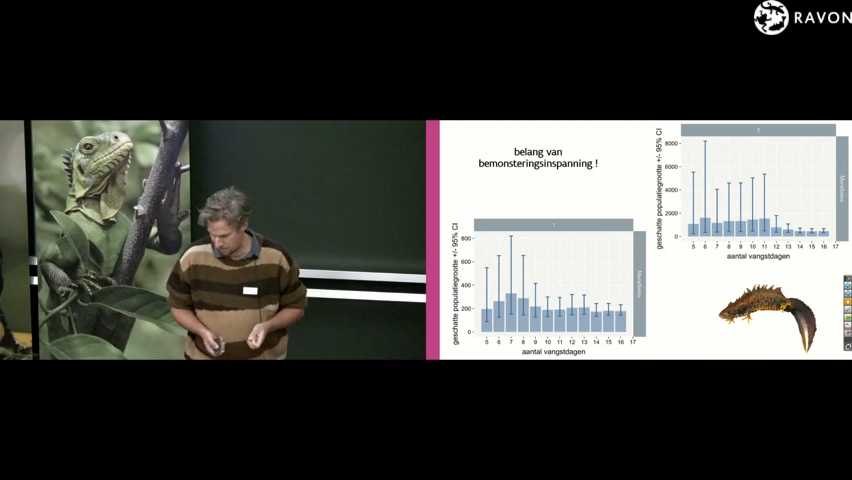 RAVON
belang van
bemonsteringsinspanning !
geschatte populatiegrootte +/- 95% CI
8000
6000
4000
2000
0
5 6 7 8 9 10 11 12 13 14 15 16 17
aantal vangstdagen
geschatte populatiegrootte +/- 95% CI
800
600
400
200
0
5 6 7 8 9 10 11 12 13 14 15 16 17
aantal vangstdagen